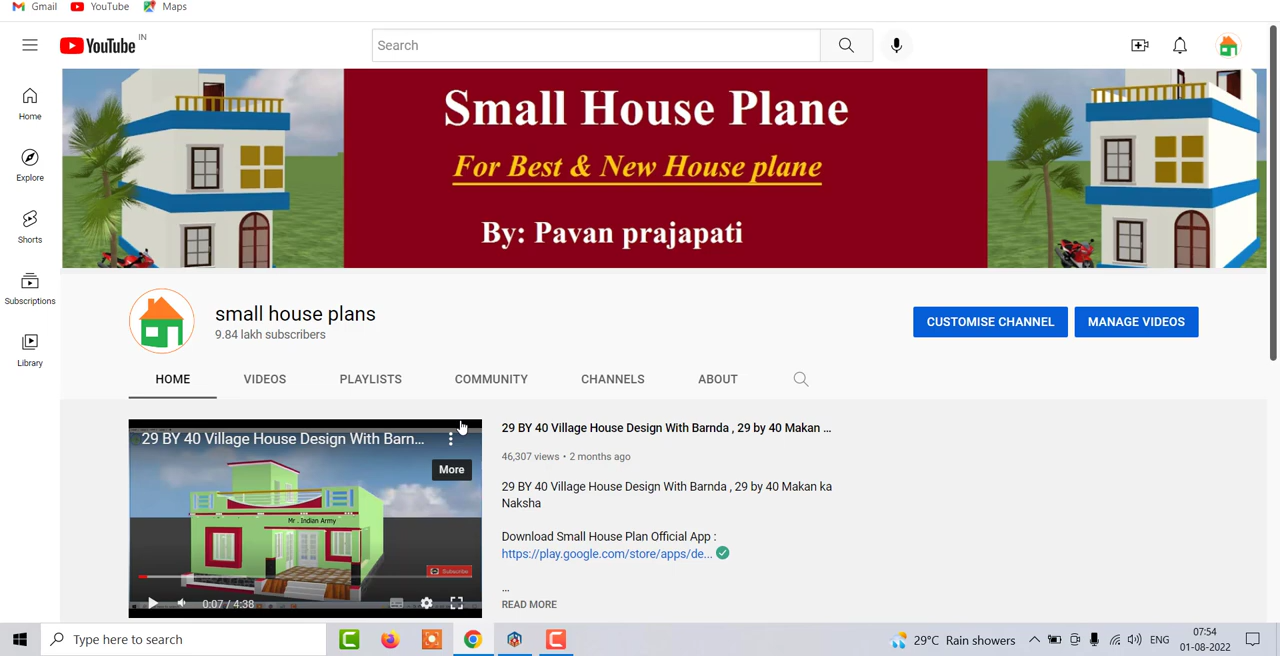 Gmail YouTube Maps
YouTube IN
Search
Home
Explore
Shorts
Subscriptions
Library
Small House Plane
For Best & New House plane
By: Pavan prajapati
small house plans
9.84 lakh subscribers
CUSTOMISE CHANNEL MANAGE VIDEOS
HOME VIDEOS PLAYLISTS COMMUNITY CHANNELS ABOUT
29 BY 40 Village House Design With Barn...
More
Mr . Indian Army
Subscribe
0:07 / 4:38
29 BY 40 Village House Design With Barnda , 29 by 40 Makan ...
46,307 views • 2 months ago
29 BY 40 Village House Design With Barnda , 29 by 40 Makan ka
Naksha
Download Small House Plan Official App :
https://play.google.com/store/apps/de...
...
READ MORE
Type here to search
29°C Rain showers
ENG
07:54
01-08-2022